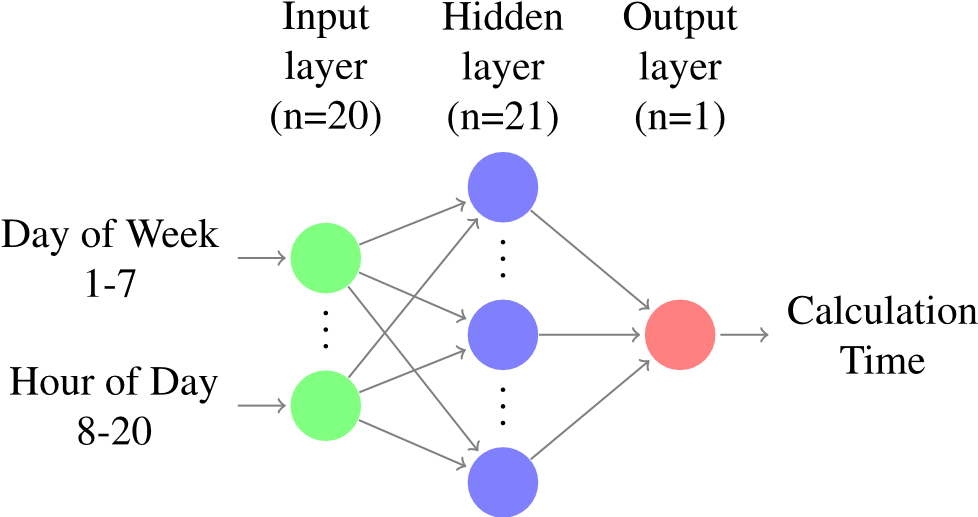 Input
layer
(n=20)
Hidden
layer
(n=21)
Output
layer
(n=1)
Day of Week
1-7
Hour of Day
8-20
Calculation
Time